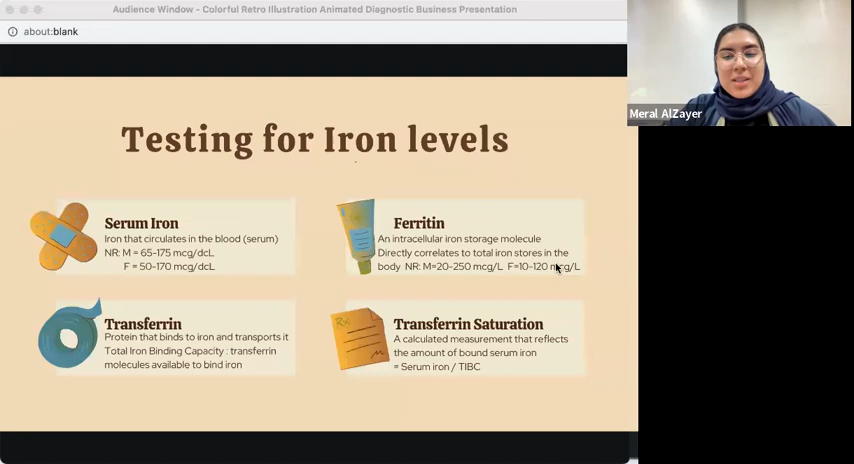 Audience Window - Colorful Retro Illustration Animated Diagnostic Business Presentation
about:blank
Meral AlZayer
Testing for Iron levels
Serum Iron
Iron that circulates in the blood (serum)
NR: M = 65-175 mcg/dcL
F = 50-170 mcg/dcL
Ferritin
An intracellular iron storage molecule
Directly correlates to total iron stores in the
body NR: M=20-250 mcg/L F=10-120 mcg/L
Transferrin
Protein that binds to iron and transports it
Total Iron Binding Capacity : transferrin
molecules available to bind iron
Rx
Transferrin Saturation
A calculated measurement that reflects
the amount of bound serum iron
= Serum iron / TIBC